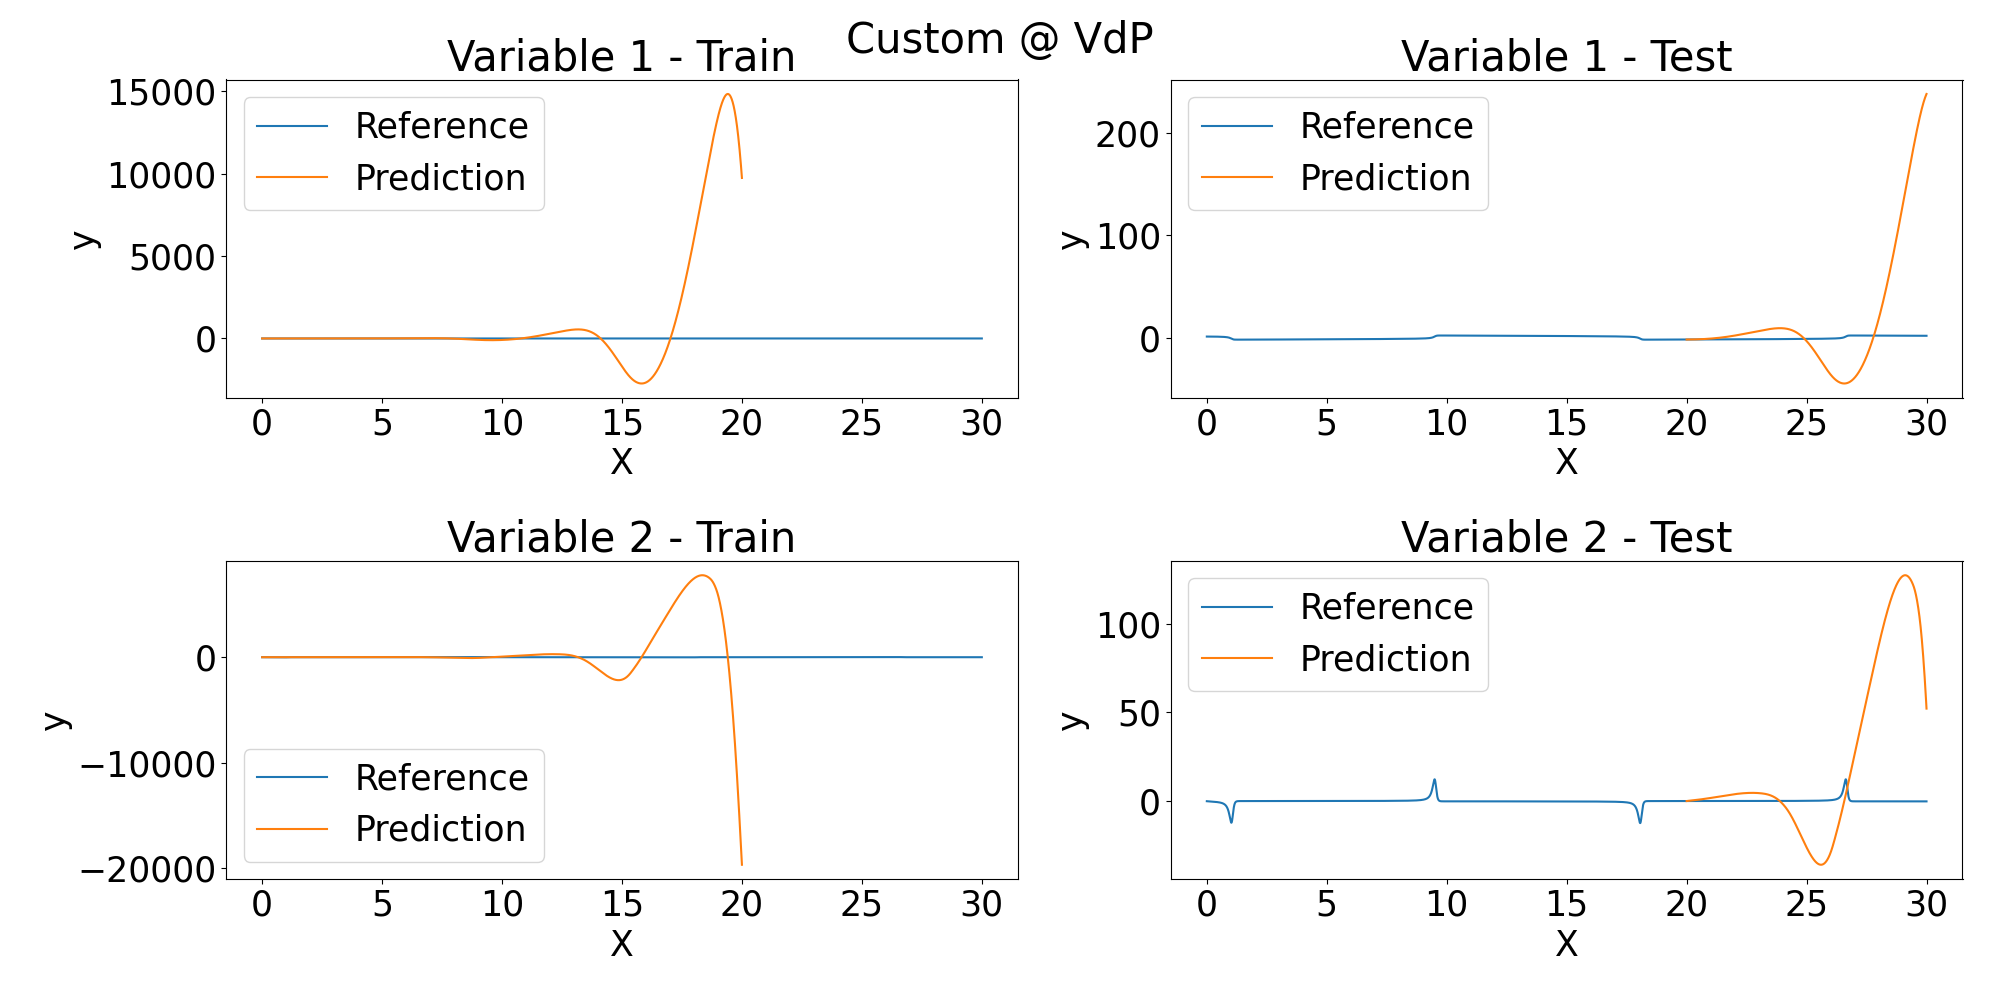 Custom @ VdP
Variable 1 - Train
15000
10000
5000
0
y
Reference
Prediction
0 5 10 15 20 25 30
X
Variable 1 - Test
200
100
0
y
Reference
Prediction
0 5 10 15 20 25 30
X
Variable 2 - Train
0
−10000
−20000
y
Reference
Prediction
0 5 10 15 20 25 30
X
Variable 2 - Test
100
50
0
y
Reference
Prediction
0 5 10 15 20 25 30
X